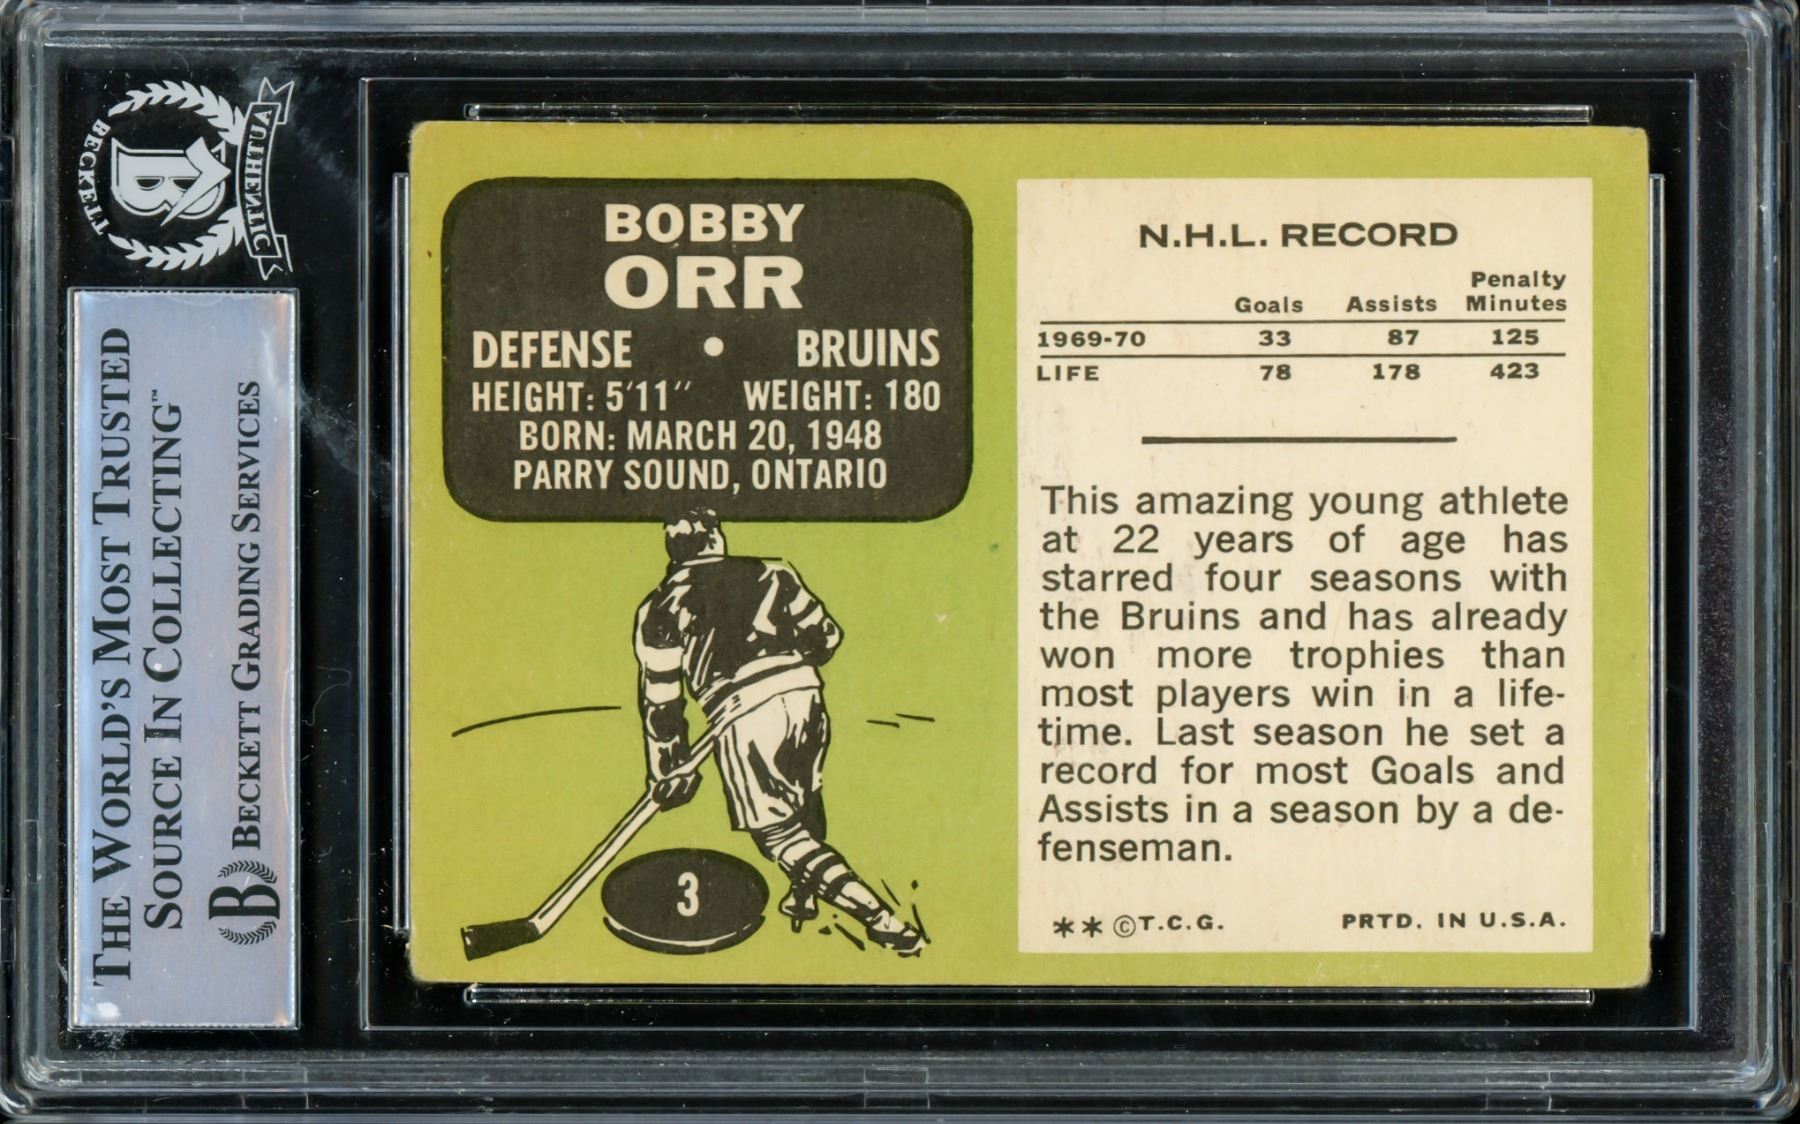 BECKETT
AUTHENTIC
B
THE WORLD'S MOST TRUSTED
SOURCE IN COLLECTING™
B BECKETT GRADING SERVICES
BOBBY
ORR
DEFENSE • BRUINS
HEIGHT: 5'11" WEIGHT: 180
BORN: MARCH 20, 1948
PARRY SOUND, ONTARIO
3
N.H.L. RECORD
Penalty
Goals Assists Minutes
1969-70 33 87 125
LIFE 78 178 423
This amazing young athlete
at 22 years of age has
starred four seasons with
the Bruins and has already
won more trophies than
most players win in a life-
time. Last season he set a
record for most Goals and
Assists in a season by a de-
fenseman.
** ©T.C.G. PRTD. IN U.S.A.